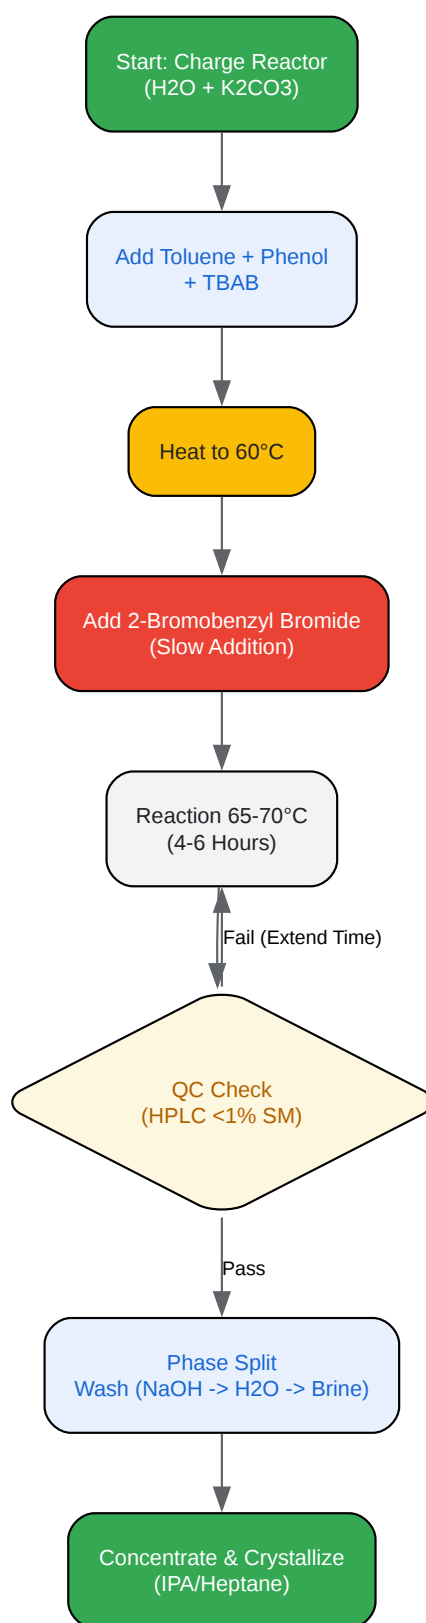 Start: Charge Reactor
(H2O + K2CO3)
Add Toluene + Phenol
+ TBAB
Heat to 60°C
Add 2-Bromobenzyl Bromide
(Slow Addition)
Reaction 65-70°C
(4-6 Hours)
Fail (Extend Time)
QC Check
(HPLC <1% SM)
Pass
Phase Split
Wash (NaOH -> H2O -> Brine)
Concentrate & Crystallize
(IPA/Heptane)